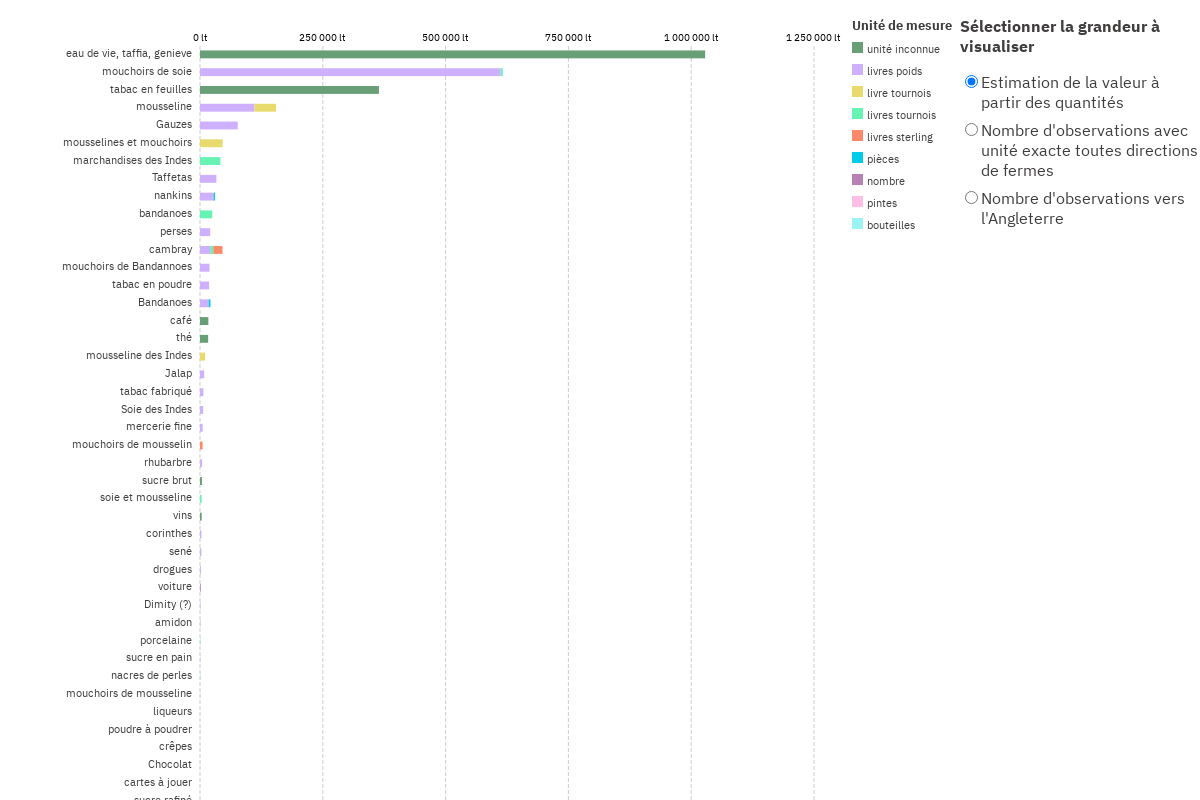 0 lt
250 000 lt
500 000 lt
750 000 lt
1 000 000 lt
1 250 000 lt
eau de vie, taffia, genieve
mouchoirs de soie
tabac en feuilles
mousseline
Gauzes
mousselines et mouchoirs
marchandises des Indes
Taffetas
nankins
bandanoes
perses
cambray
mouchoirs de Bandannoes
tabac en poudre
Bandanoes
café
thé
mousseline des Indes
Jalap
tabac fabriqué
Soie des Indes
mercerie fine
mouchoirs de mousselin
rhubarbre
sucre brut
soie et mousseline
vins
corinthes
sené
drogues
voiture
Dimity (?)
amidon
porcelaine
sucre en pain
nacres de perles
mouchoirs de mousseline
liqueurs
poudre à poudrer
crêpes
Chocolat
cartes à jouer
sucre rafiné
Unité de mesure
unité inconnue
livres poids
livre tournois
livres tournois
livres sterling
pièces
nombre
pintes
bouteilles
Sélectionner la grandeur à
visualiser
Estimation de la valeur à
partir des quantités
Nombre d'observations avec
unité exacte toutes directions
de fermes
Nombre d'observations vers
l'Angleterre